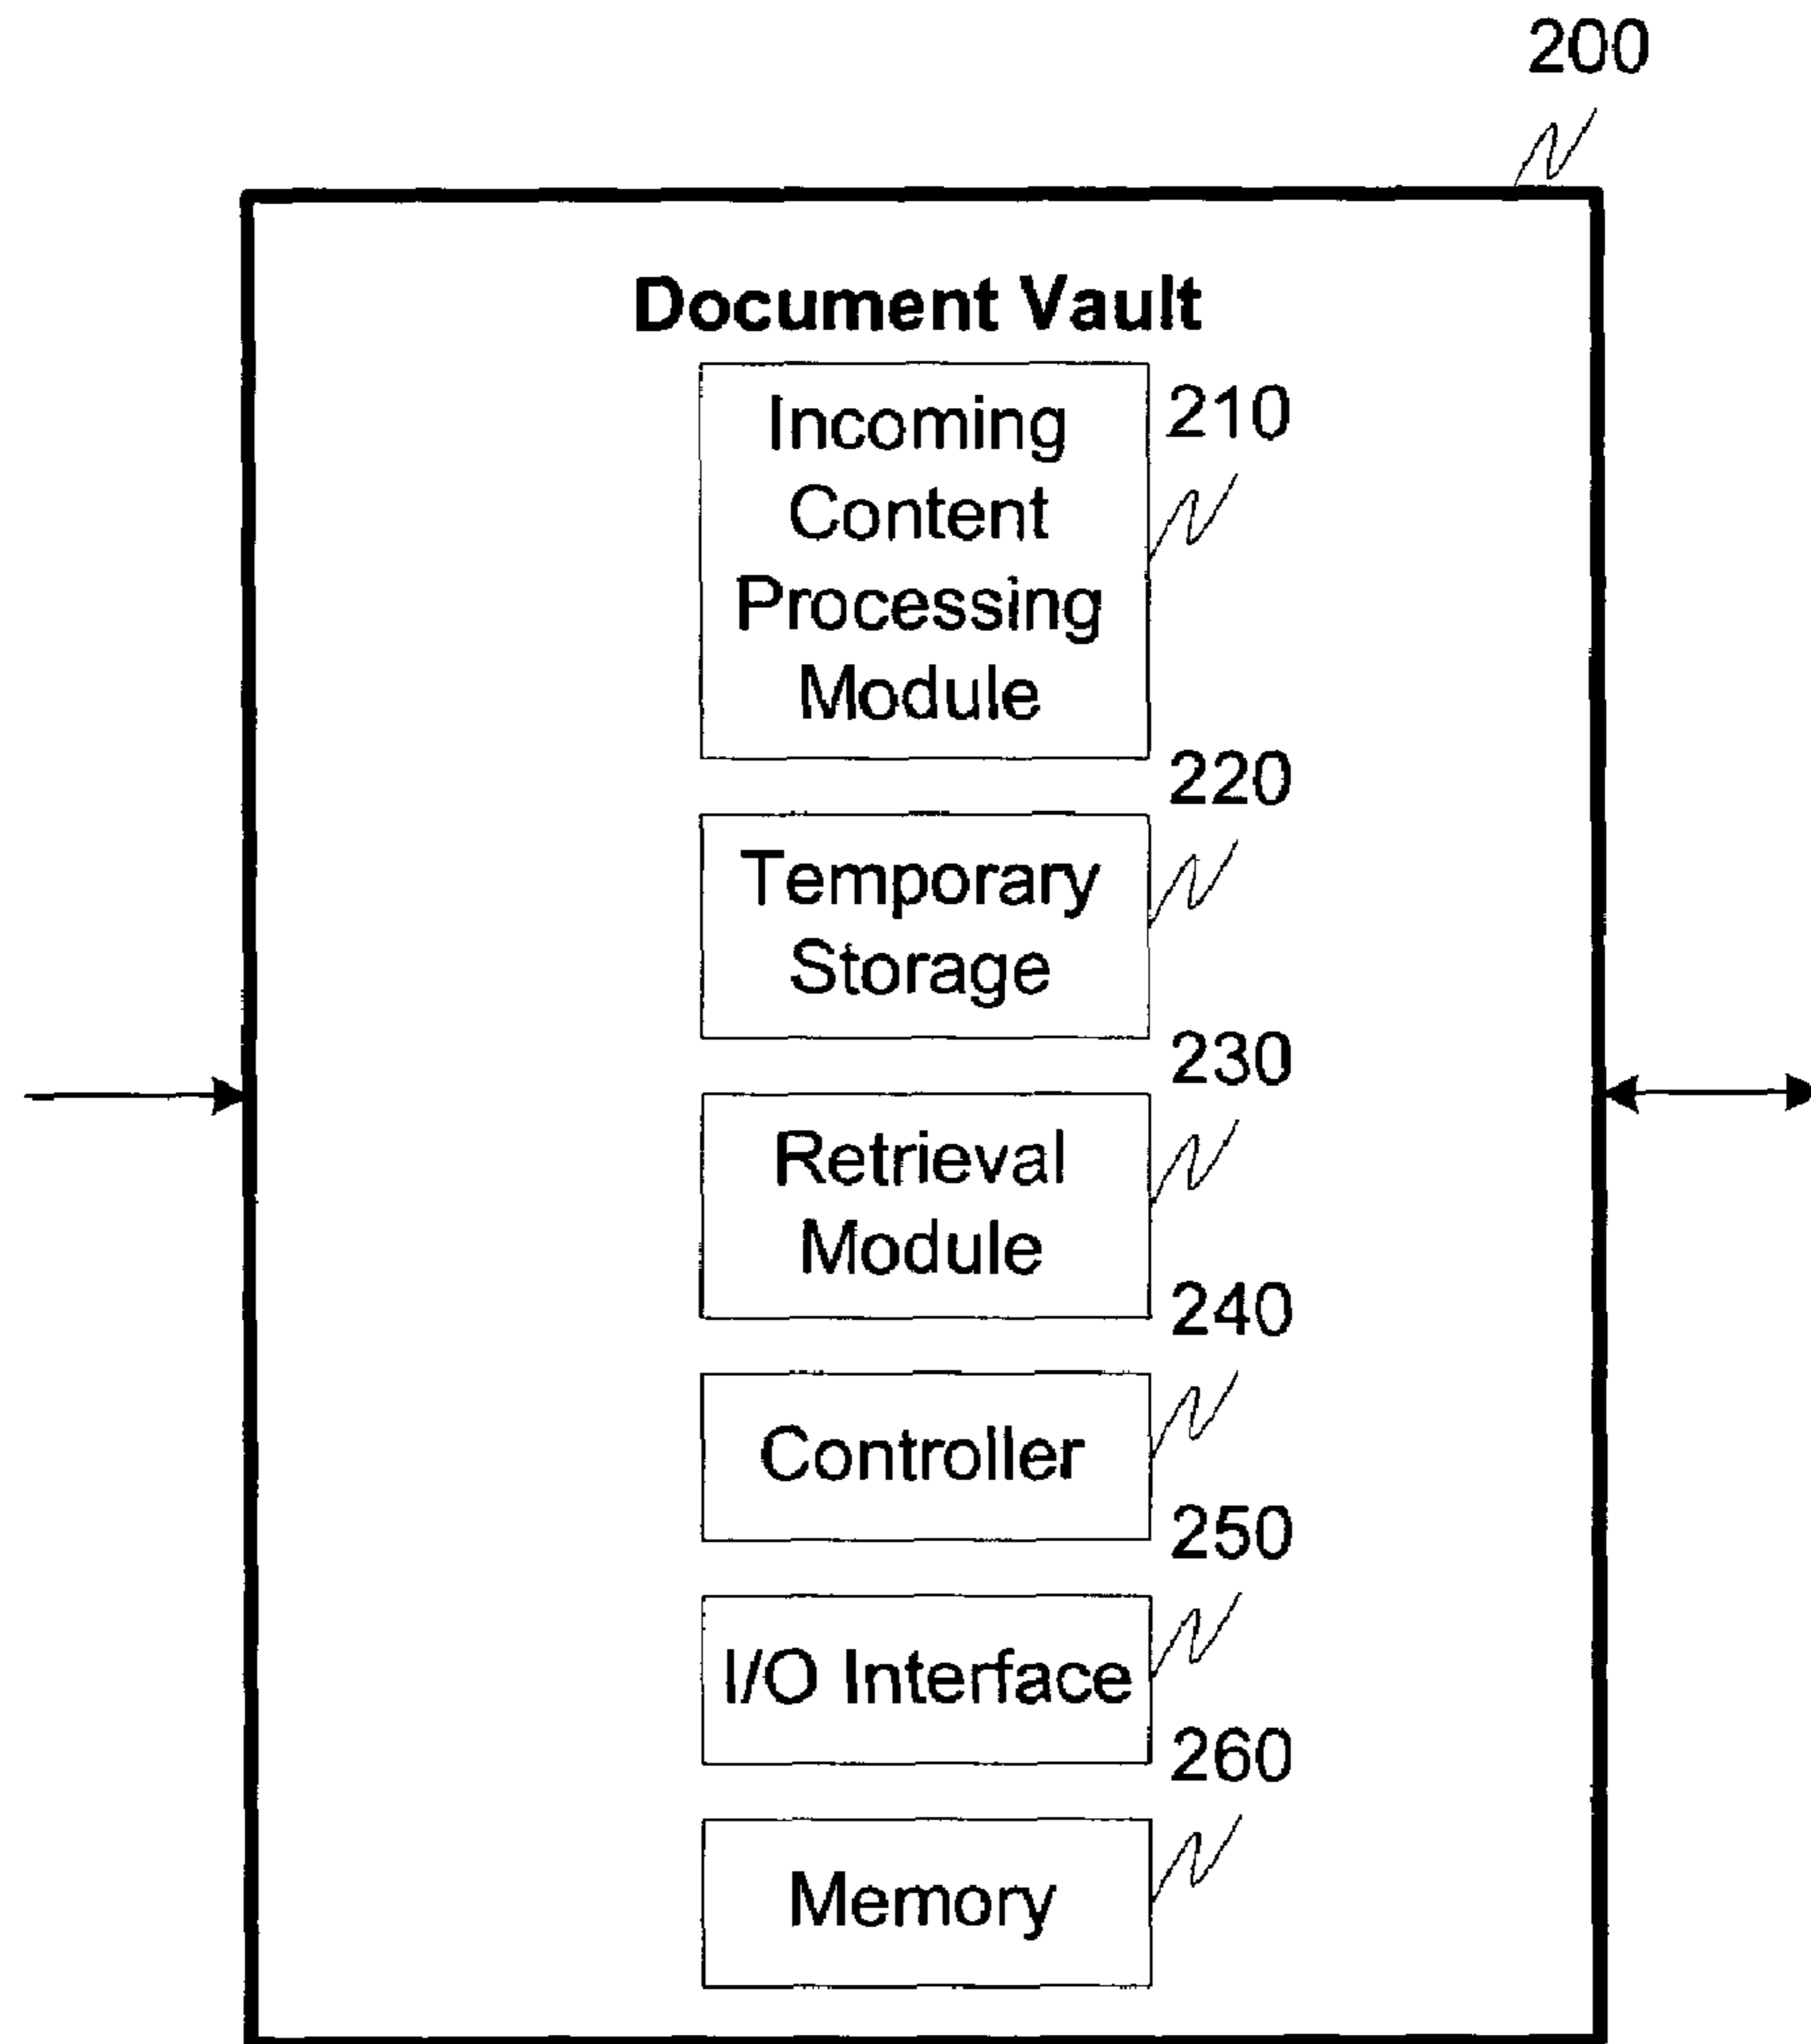 200
Document Vault
Incoming
210
Content
Processing
Module
220
Temporary
Storage
230
Retrieval
Module
240
Controller
250
I/O Interface
260
Memory